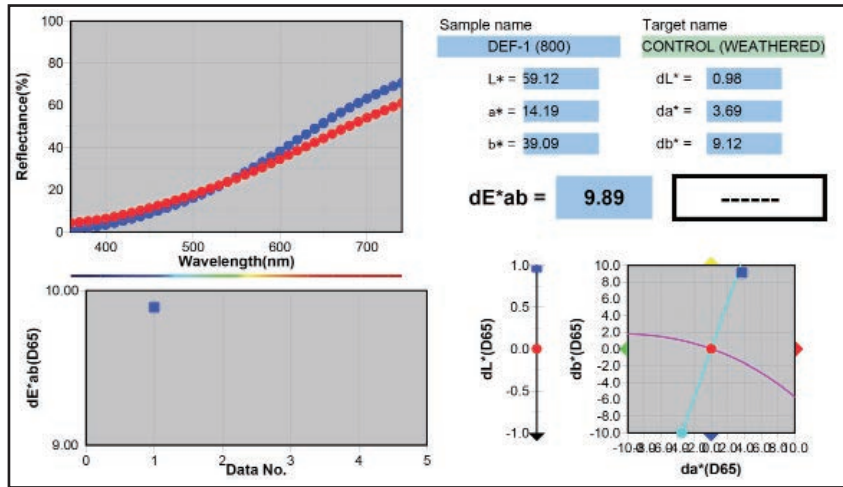 100
80
60
40
20
0
Reflectance(%)
400 500 600 700
Wavelength(nm)
Sample name
DEF-1 (800)
Target name
CONTROL (WEATHERED)
L* = 59.12
dL* = 0.98
a* = 14.19
da* = 3.69
b* = 39.09
db* = 9.12
dE*ab = 9.89
------
10.00
9.00
dE*ab(D65)
0 1 2 3 4 5
Data No.
1.0
0.5
0.0
-0.5
-1.0
dL*(D65)
10.0
8.0
6.0
4.0
2.0
0.0
-2.0
-4.0
-6.0
-8.0
-10.0
db*(D65)
da*(D65)